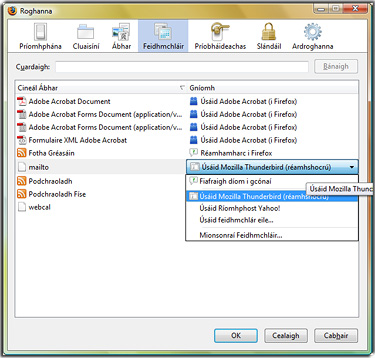 Roghanna
Príomhphána Cluaisíní Ábhar Feidhmchláir Príobháideachas Slándáil Ardroghanna
Cuardaigh: Bánaigh
Cineál Ábhar Gníomh
Adobe Acrobat Document Úsáid Adobe Acrobat (i Firefox)
Adobe Acrobat Forms Document (application/v... Úsáid Adobe Acrobat (i Firefox)
Adobe Acrobat Forms Document (application/v... Úsáid Adobe Acrobat (i Firefox)
Formulaire XML Adobe Acrobat Úsáid Adobe Acrobat (i Firefox)
Fotha Gréasáin Réamhamharc i Firefox
mailto Úsáid Mozilla Thunderbird (réamhshocrú)
Podchraoladh Fiafraigh díom i gcónaí
Podchraoladh Físe Úsáid Mozilla Thunderbird (réamhshocrú)
Úsáid Mozilla Thunc
webcal Úsáid Ríomhphost Yahoo!
Úsáid feidhmchlár eile...
Mionsonraí Feidhmchláir...
OK Cealaigh Cabhair